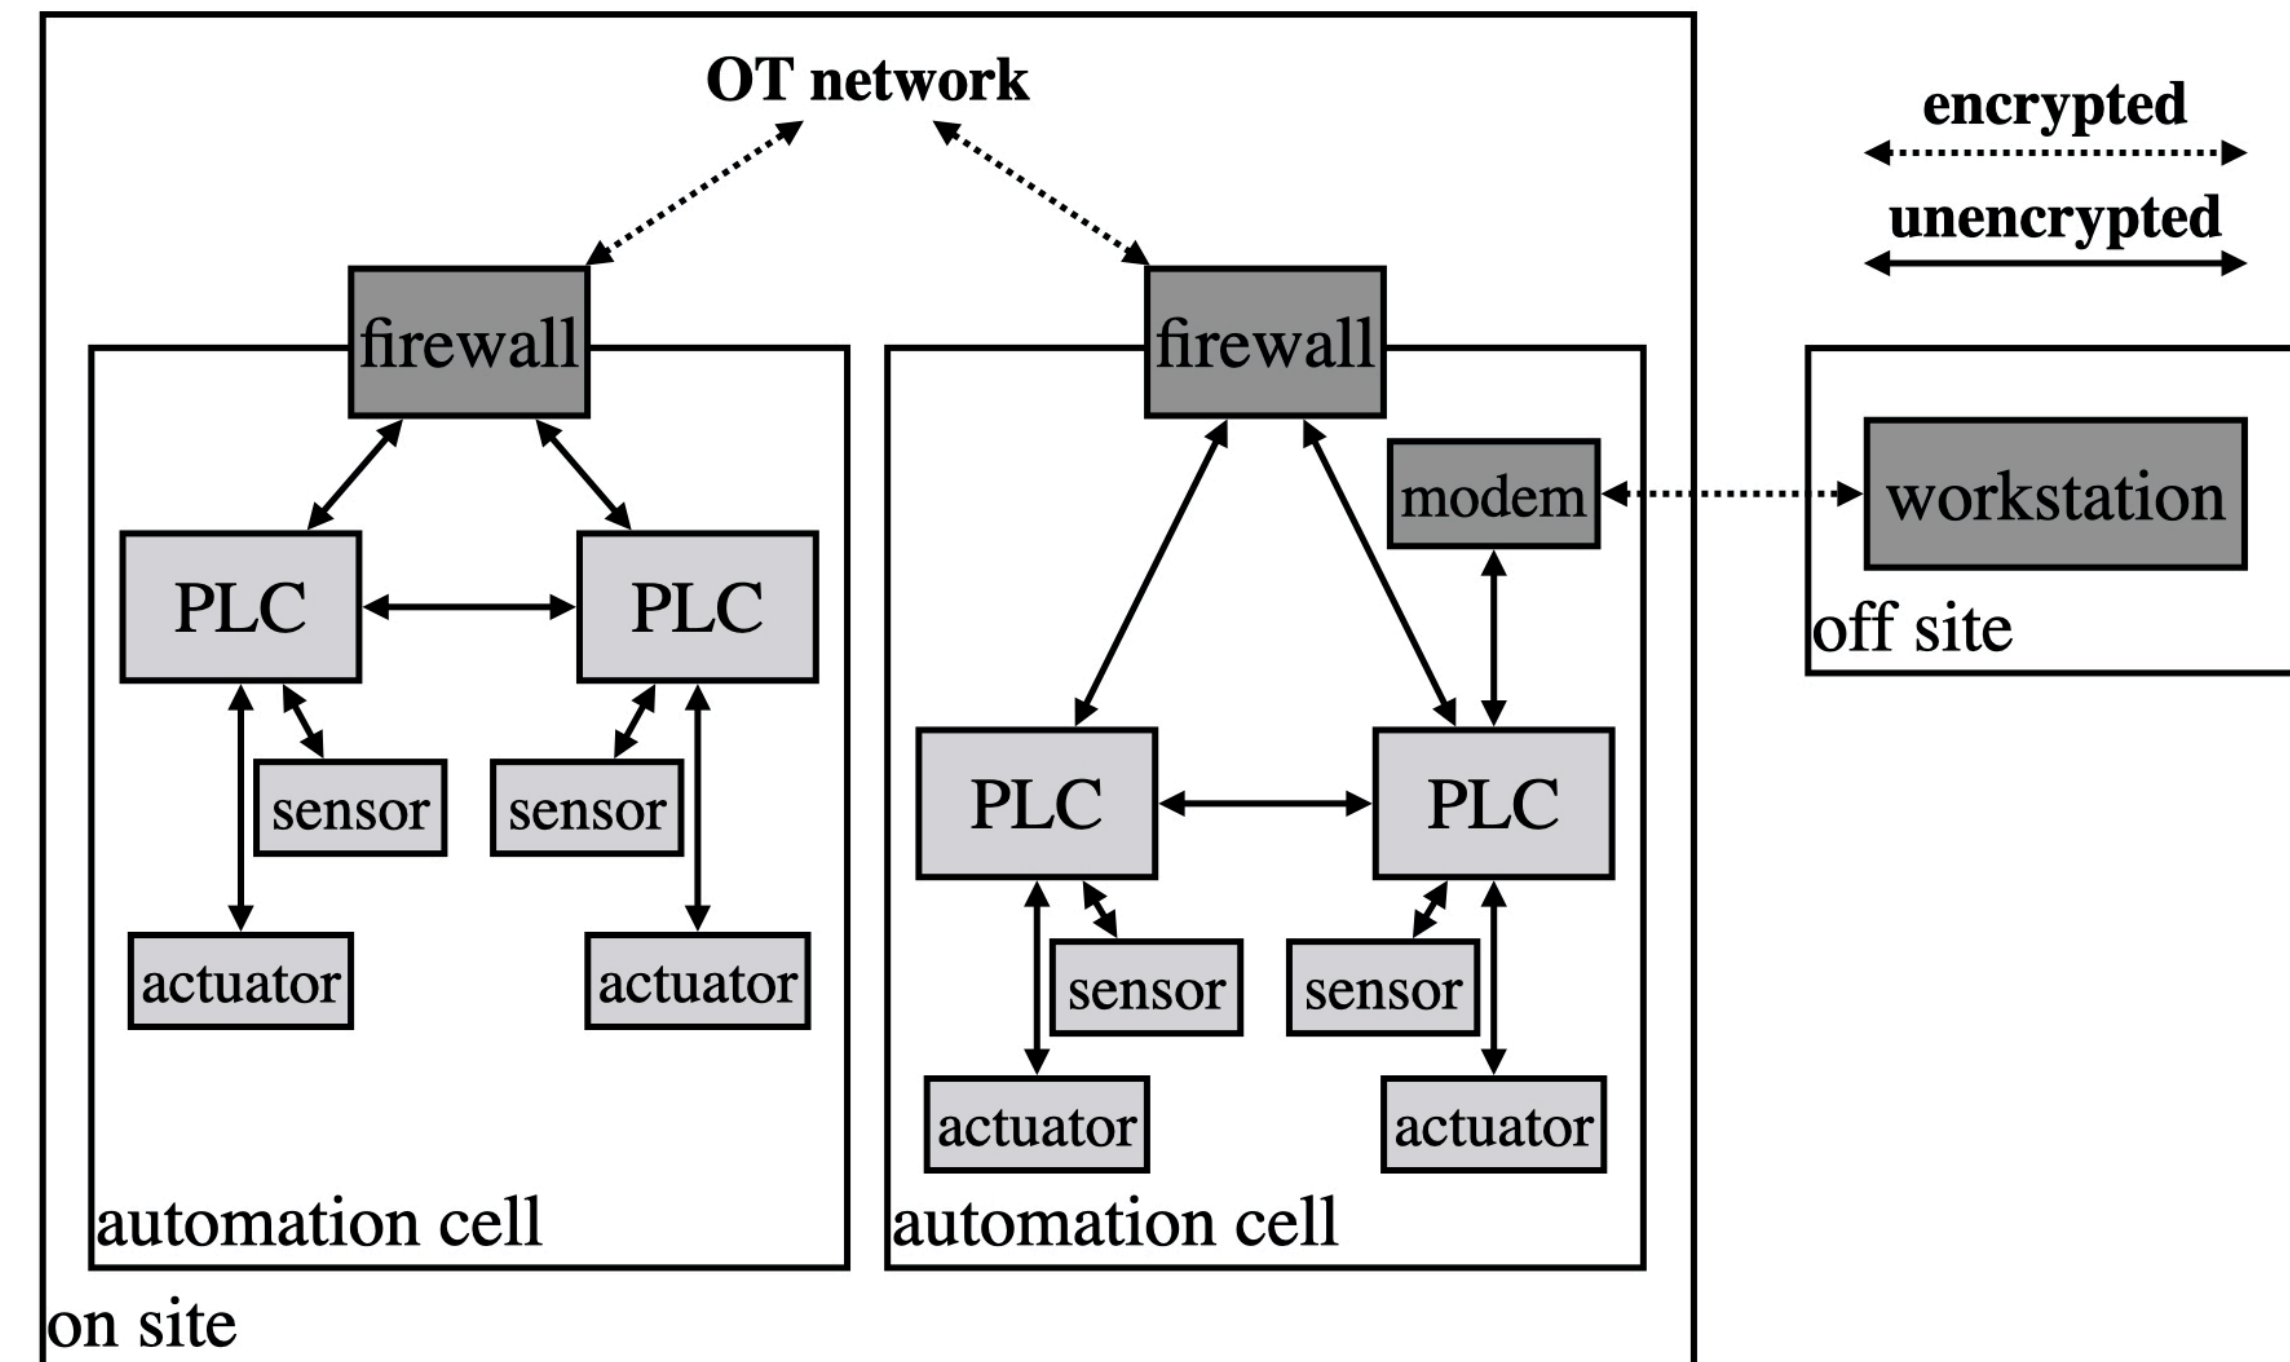 OT network
encrypted
unencrypted
firewall
firewall
modem
workstation
off site
PLC
PLC
PLC
PLC
sensor
sensor
sensor
sensor
actuator
actuator
actuator
actuator
automation cell
automation cell
on site